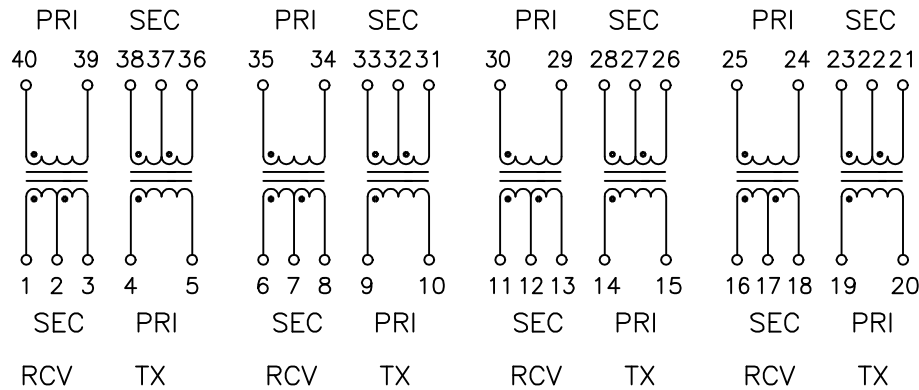 PRI SEC PRI SEC PRI SEC PRI SEC
40 39 38 37 36 35 34 33 32 31 30 29 28 27 26 25 24 23 22 21
1 2 3 4 5 6 7 8 9 10 11 12 13 14 15 16 17 18 19 20
SEC PRI SEC PRI SEC PRI SEC PRI
RCV TX RCV TX RCV TX RCV TX